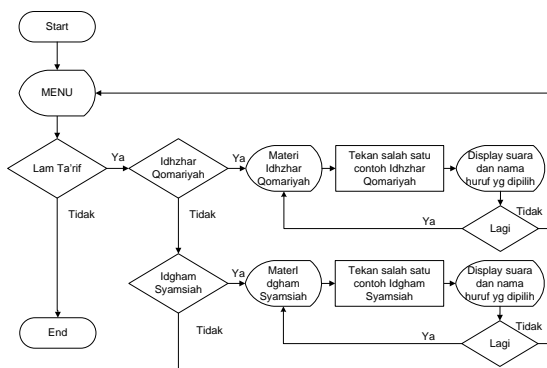 Start
MENU
Lam Ta'rif
Ya
Tidak
End
Idhzhar
Qomariyah
Ya
Tidak
Materi
Idhzhar
Qomariyah
Tekan salah satu
contoh Idhzhar
Qomariyah
Display suara
dan nama
huruf yg dipilih
Lagi
Ya
Tidak
Idgham
Syamsiah
Ya
Tidak
MaterI
dgham
Syamsiah
Tekan salah satu
contoh Idgham
Syamsiah
Display suara
dan nama
huruf yg dipilih
Lagi
Ya
Tidak